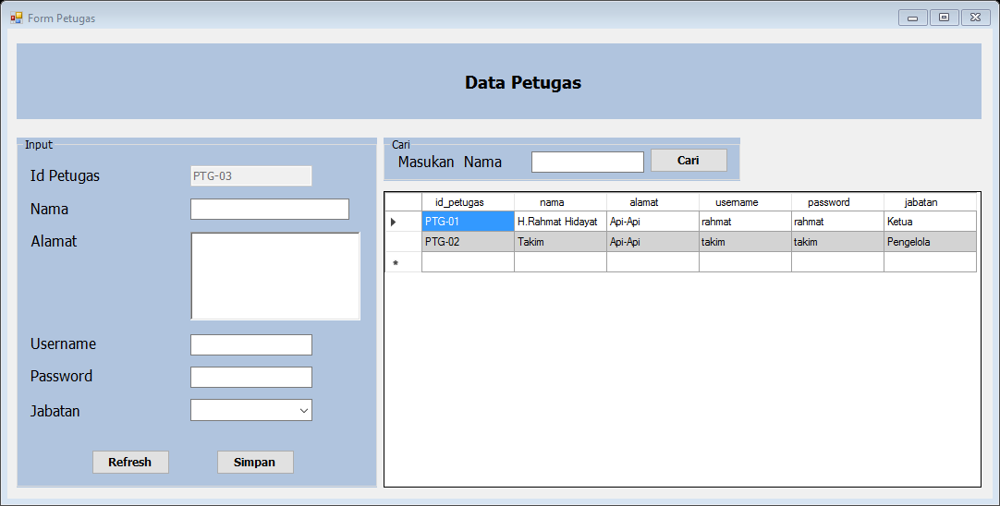 Form Petugas
Data Petugas
Input
Id Petugas PTG-03
Nama
Alamat
Username
Password
Jabatan
Refresh Simpan
Cari
Masukan Nama Cari
id_petugas nama alamat username password jabatan
PTG-01 H.Rahmat Hidayat Api-Api rahmat rahmat Ketua
PTG-02 Takim Api-Api takim takim Pengelola
*